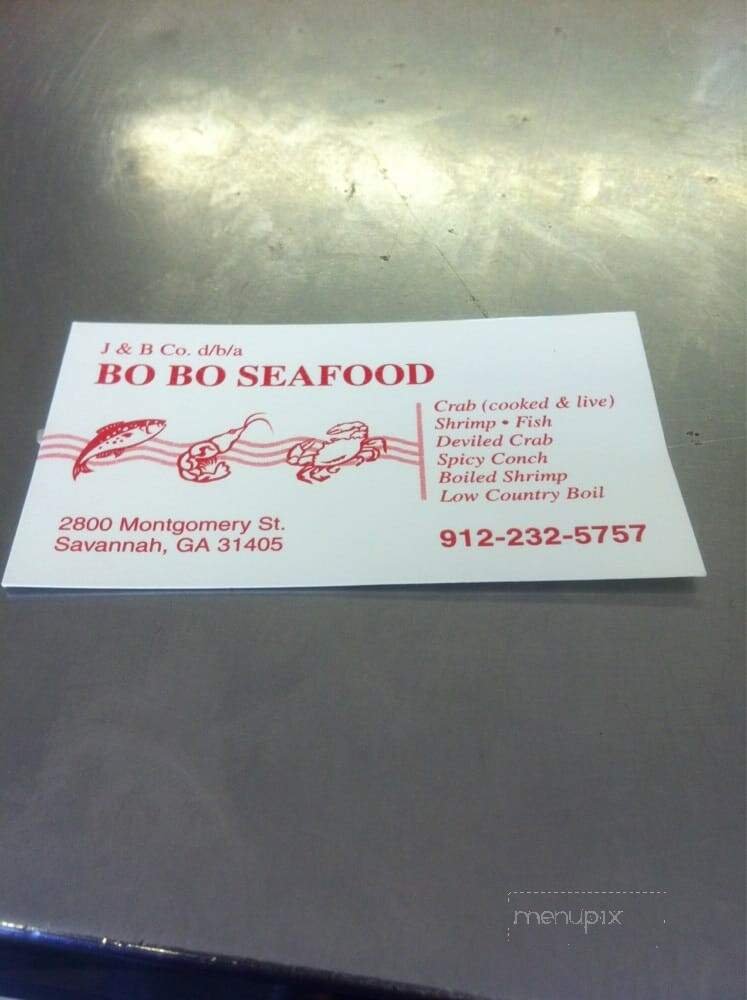 J & B Co. d/b/a
BO BO SEAFOOD
Crab (cooked & live)
Shrimp • Fish
Deviled Crab
Spicy Conch
Boiled Shrimp
Low Country Boil
2800 Montgomery St.
Savannah, GA 31405
912-232-5757
menupix